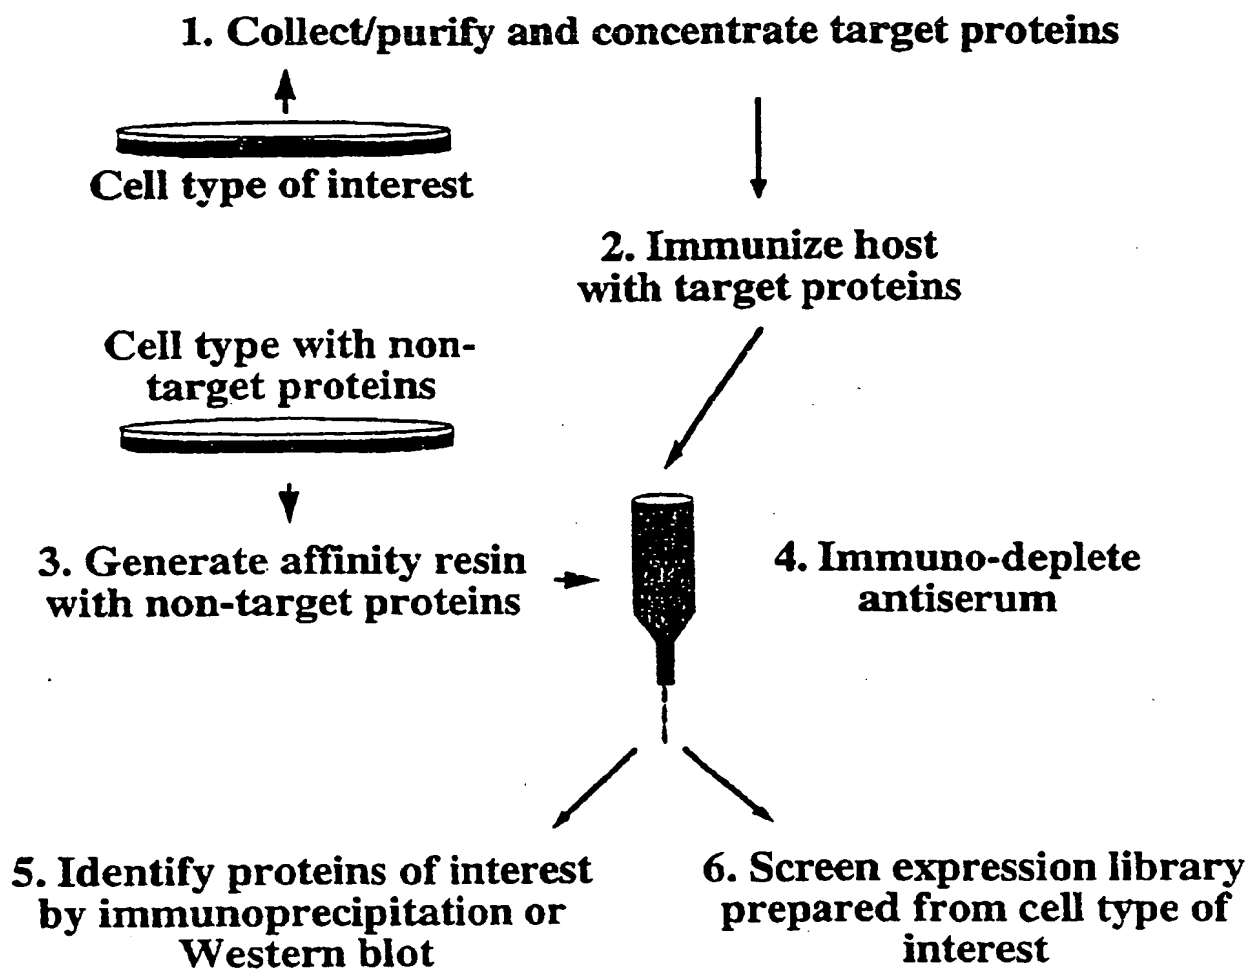 1. Collect/purify and concentrate target proteins
Cell type of interest
2. Immunize host
with target proteins
Cell type with non-
target proteins
3. Generate affinity resin
with non-target proteins
4. Immuno-deplete
antiserum
5. Identify proteins of interest
by immunoprecipitation or
Western blot
6. Screen expression library
prepared from cell type of
interest